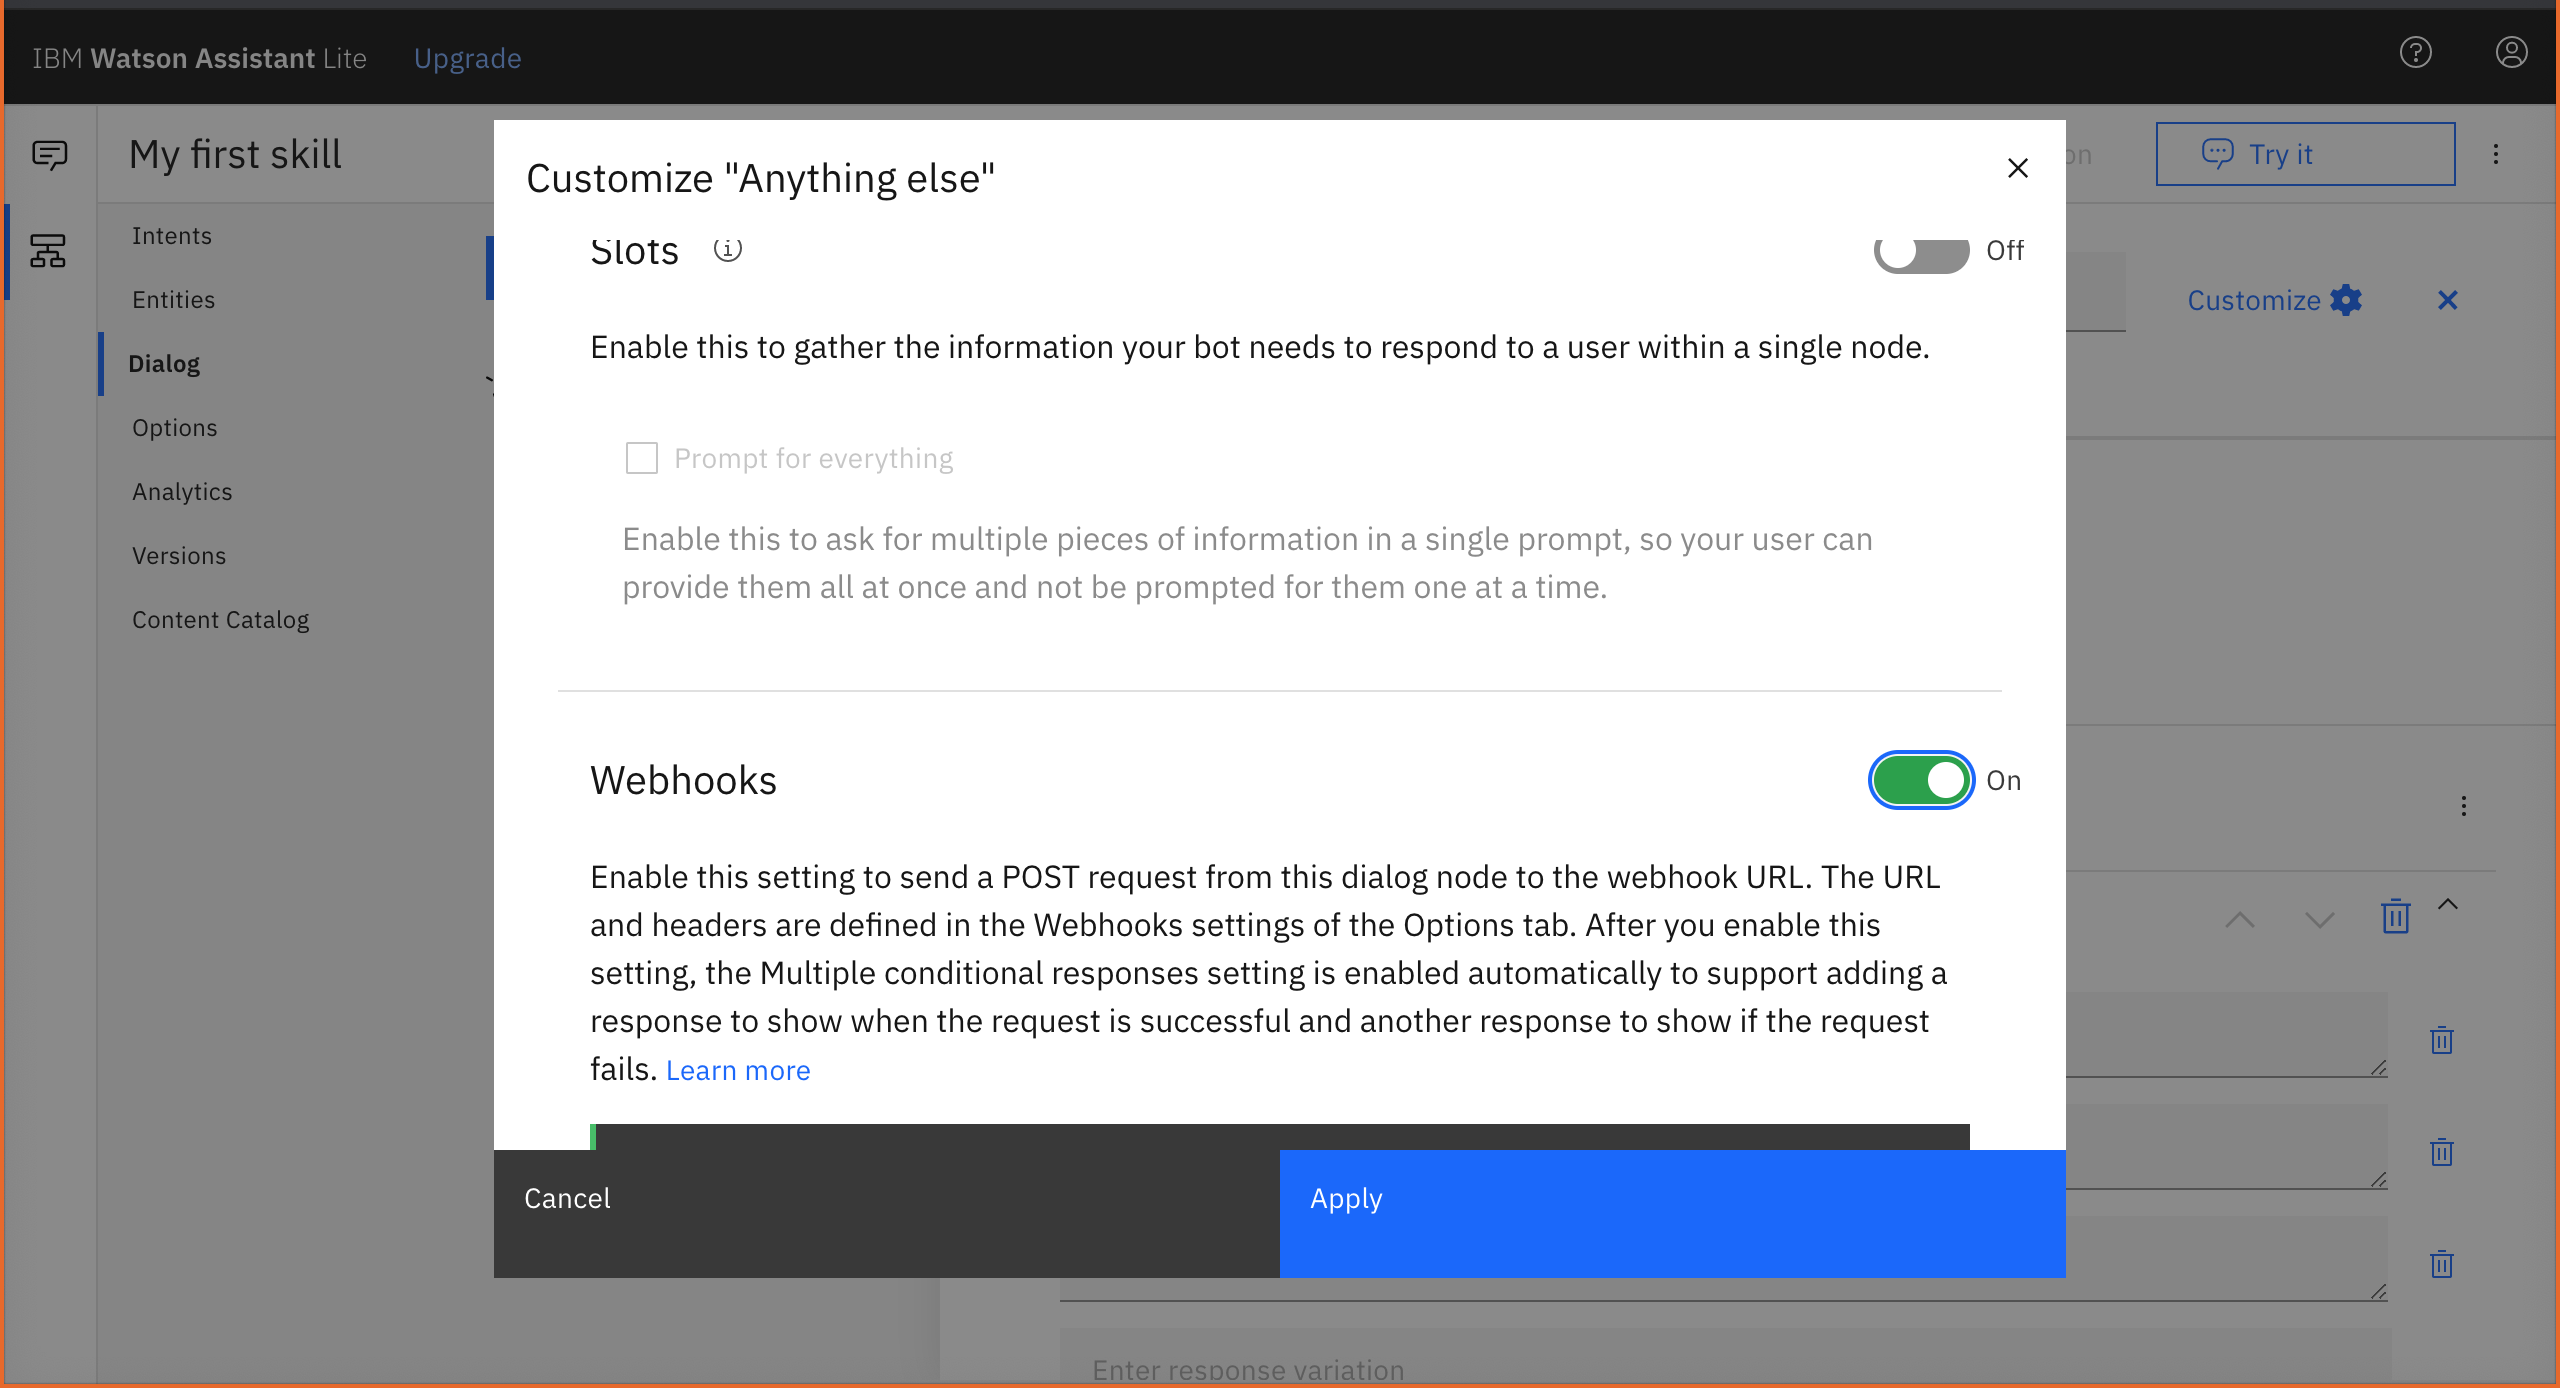 IBM Watson Assistant Lite Upgrade
My first skill
Try it
Intents
Entities
Dialog
Options
Analytics
Versions
Content Catalog
Customize "Anything else"
Slots
Off
Customize
Enable this to gather the information your bot needs to respond to a user within a single node.
Prompt for everything
Enable this to ask for multiple pieces of information in a single prompt, so your user can
provide them all at once and not be prompted for them one at a time.
Webhooks
On
Enable this setting to send a POST request from this dialog node to the webhook URL. The URL
and headers are defined in the Webhooks settings of the Options tab. After you enable this
setting, the Multiple conditional responses setting is enabled automatically to support adding a
response to show when the request is successful and another response to show if the request
fails. Learn more
Cancel
Apply
Enter response variation